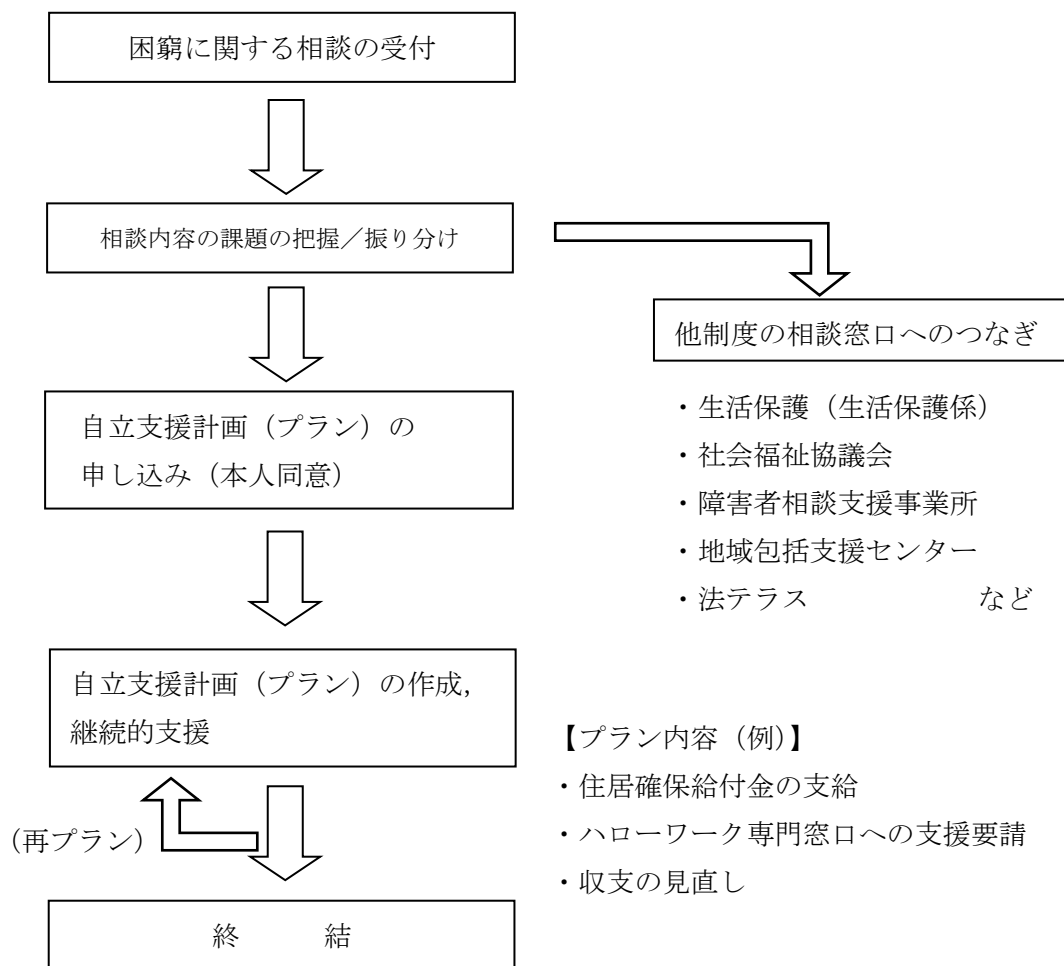 困窮に関する相談の受付
相談内容の課題の把握／振り分け
他制度の相談窓口へのつなぎ
・生活保護（生活保護係）
・社会福祉協議会
・障害者相談支援事業所
・地域包括支援センター
・法テラス　　　　　　など
自立支援計画（プラン）の
申し込み（本人同意）
自立支援計画（プラン）の作成，
継続的支援
【プラン内容（例）】
・住居確保給付金の支給
・ハローワーク専門窓口への支援要請
・収支の見直し
（再プラン）
終　　　結